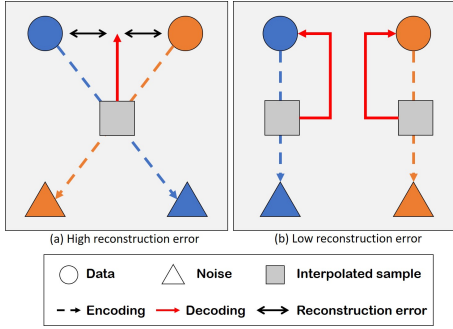 (a) High reconstruction error
(b) Low reconstruction error
Data
Noise
Interpolated sample
Encoding
Decoding
Reconstruction error